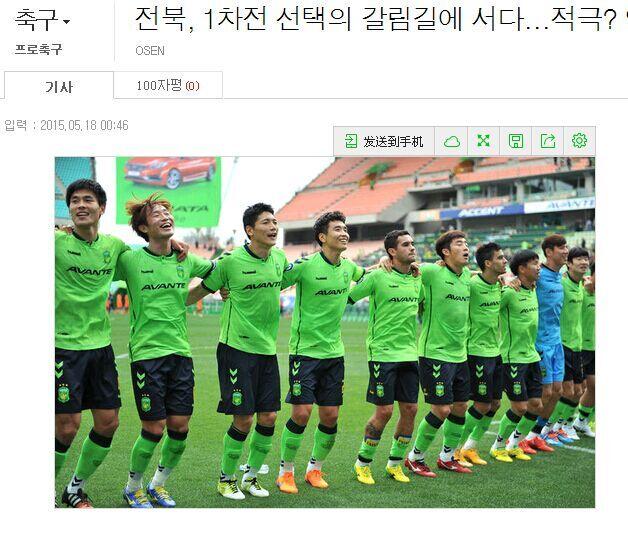 축구
전북, 1차전 선택의 갈림길에 서다...적극?
프로축구
OSEN
기사
100자평 (0)
입력 : 2015.05.18 00:46
发送到手机
ACCENT
AVANTE
AVANTE
AVANTE
AVANTE
AVANTE
AVANTE
AVANTE